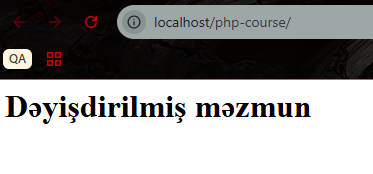 localhost/php-course/
QA
Dəyişdirilmiş məzmun